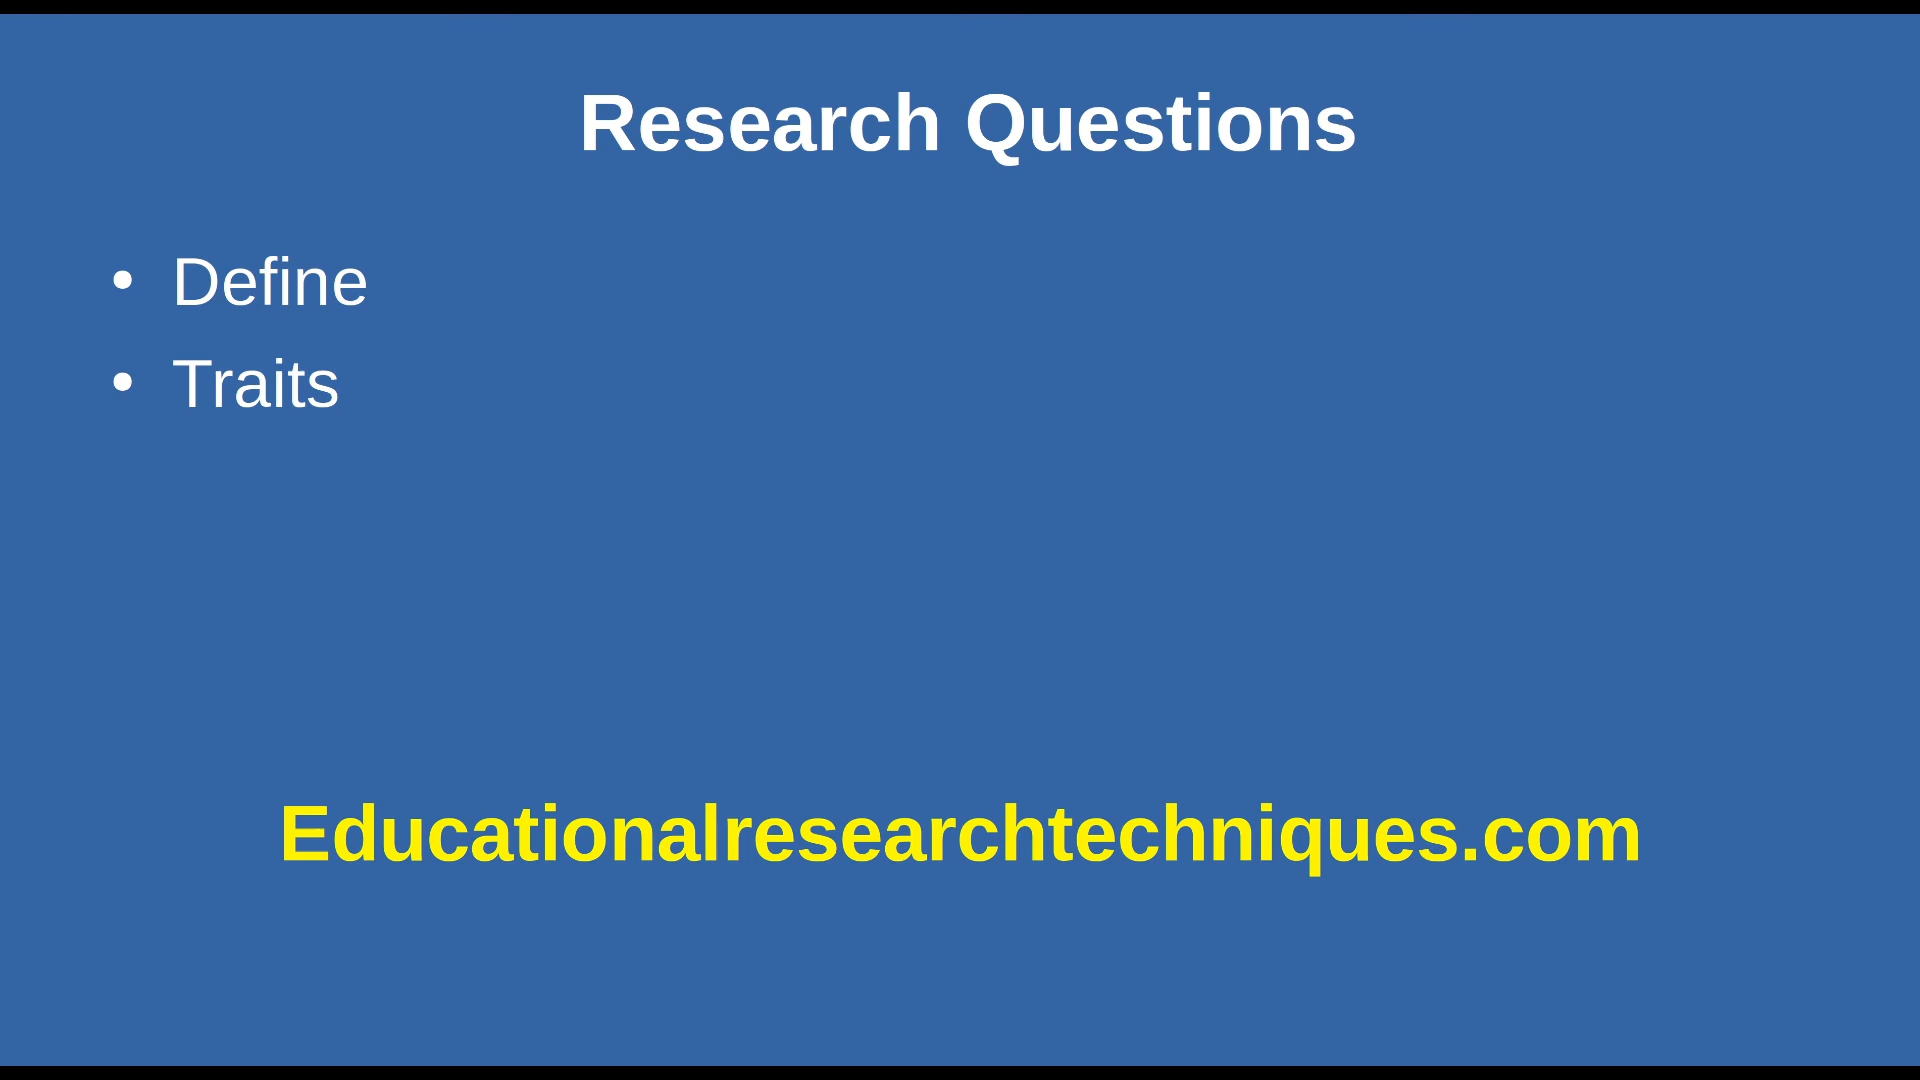 Research Questions
• Define
• Traits
Educationalresearchtechniques.com